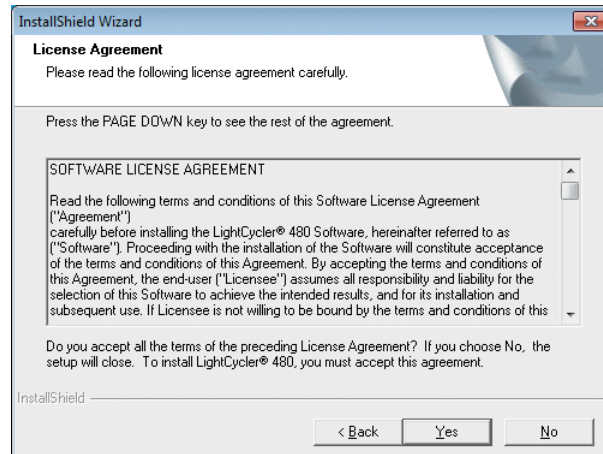 InstallShield Wizard
License Agreement
Please read the following license agreement carefully.
Press the PAGE DOWN key to see the rest of the agreement.
SOFTWARE LICENSE AGREEMENT
Read the following terms and conditions of this Software License Agreement
("Agreement")
carefully before installing the LightCycler® 480 Software, hereinafter referred to as
("Software"). Proceeding with the installation of the Software will constitute acceptance
of the terms and conditions of this Agreement. By accepting the terms and conditions of
this Agreement, the end-user ("Licensee") assumes all responsibility and liability for the
selection of this Software to achieve the intended results, and for its installation and
subsequent use. If Licensee is not willing to be bound by the terms and conditions of this
Do you accept all the terms of the preceding License Agreement? If you choose No, the
setup will close. To install LightCycler® 480, you must accept this agreement.
InstallShield
< Back Yes No